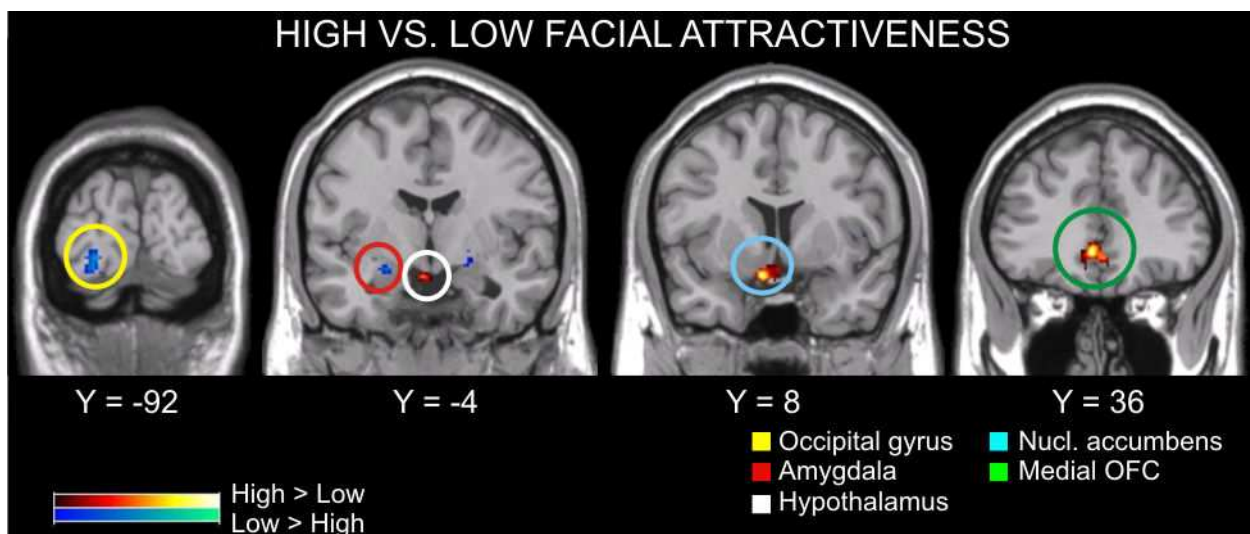 HIGH VS. LOW FACIAL ATTRACTIVENESS
Y = -92
Y = -4
Y = 8
Y = 36
Occipital gyrus
Nucl. accumbens
Amygdala
Medial OFC
Hypothalamus
High > Low
Low > High